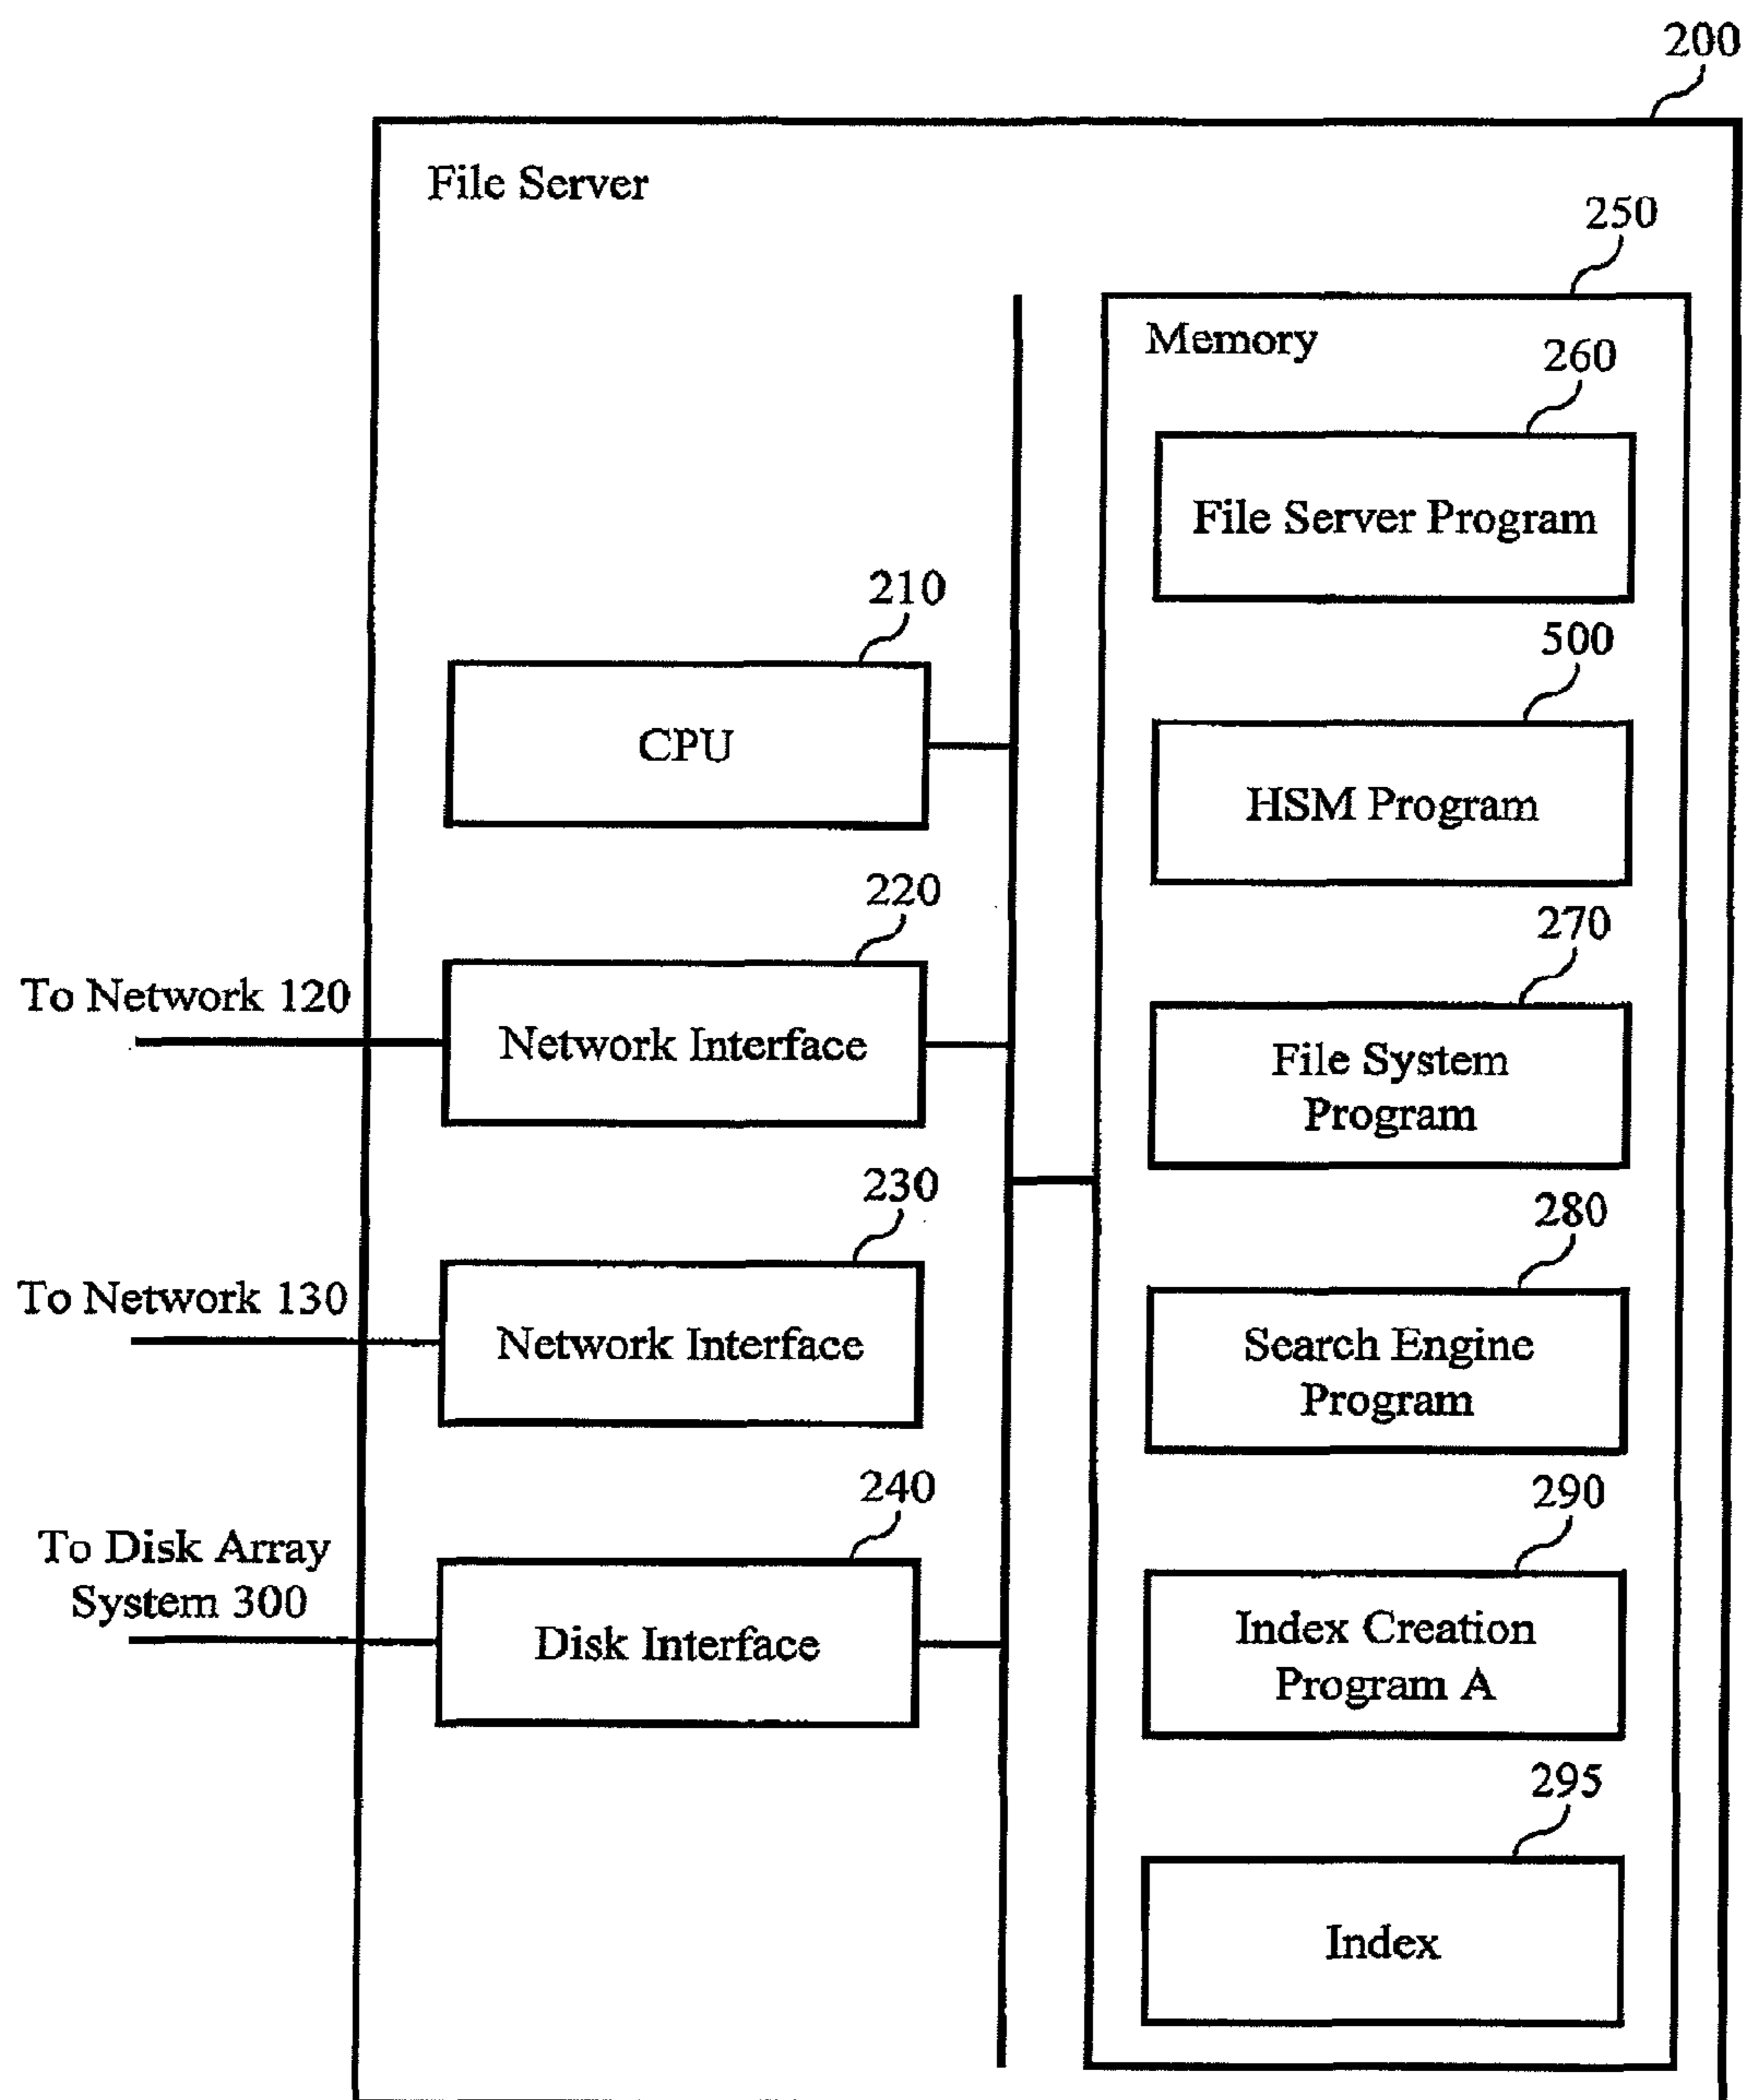 200
File Server
250
Memory
260
File Server Program
210
CPU
500
HSM Program
220
To Network 120
Network Interface
270
File System
Program
230
To Network 130
Network Interface
280
Search Engine
Program
240
To Disk Array
System 300
Disk Interface
290
Index Creation
Program A
295
Index